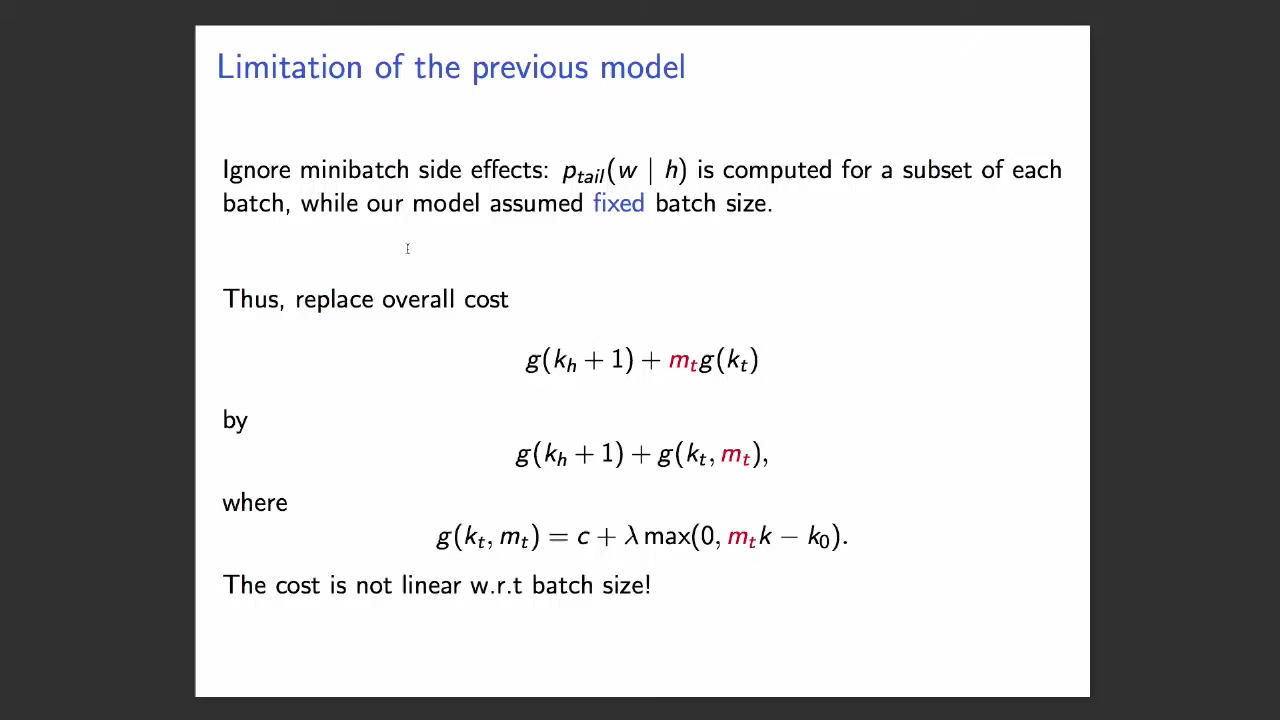 Limitation of the previous model
Ignore minibatch side effects: p_tail(w | h) is computed for a subset of each
batch, while our model assumed fixed batch size.
Thus, replace overall cost
g(k_h + 1) + m_t g(k_t)
by
g(k_h + 1) + g(k_t, m_t),
where
g(k_t, m_t) = c + λ max(0, m_t k − k_0).
The cost is not linear w.r.t batch size!